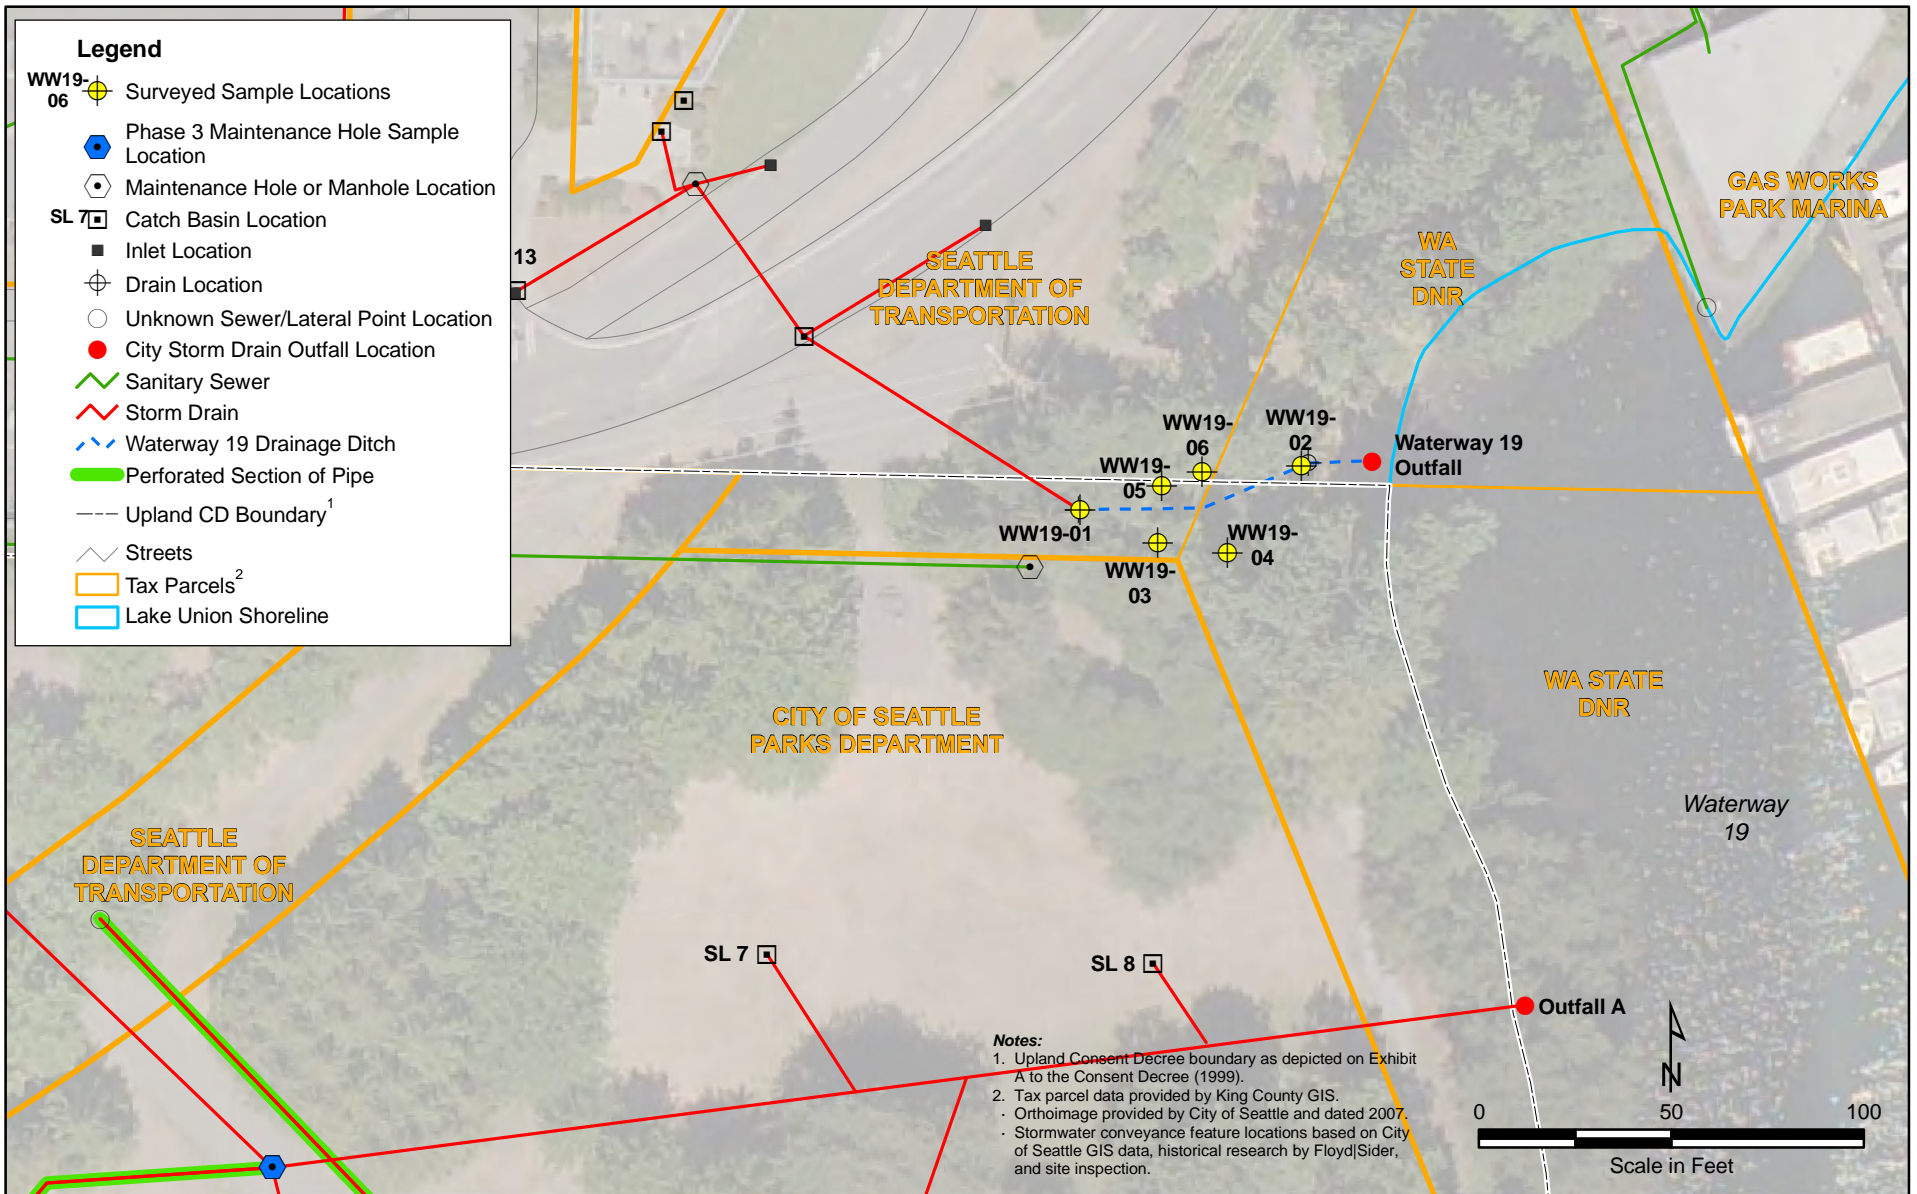 Legend
WW19-
06
Surveyed Sample Locations
Phase 3 Maintenance Hole Sample
Location
Maintenance Hole or Manhole Location
SL 7
Catch Basin Location
Inlet Location
Drain Location
Unknown Sewer/Lateral Point Location
City Storm Drain Outfall Location
Sanitary Sewer
Storm Drain
Waterway 19 Drainage Ditch
Perforated Section of Pipe
Upland CD Boundary1
Streets
Tax Parcels2
Lake Union Shoreline
13
SEATTLE
DEPARTMENT OF
TRANSPORTATION
WA
STATE
DNR
GAS WORKS
PARK MARINA
WW19-
06
WW19-
02
WW19-
05
Waterway 19
Outfall
WW19-01
WW19-
04
WW19-
03
WA STATE
DNR
CITY OF SEATTLE
PARKS DEPARTMENT
Waterway
19
SEATTLE
DEPARTMENT OF
TRANSPORTATION
SL 7
SL 8
Outfall A
Notes:
1. Upland Consent Decree boundary as depicted on Exhibit
A to the Consent Decree (1999).
2. Tax parcel data provided by King County GIS.
· Orthoimage provided by City of Seattle and dated 2007.
· Stormwater conveyance feature locations based on City
of Seattle GIS data, historical research by Floyd|Sider,
and site inspection.
N
0 50 100
Scale in Feet